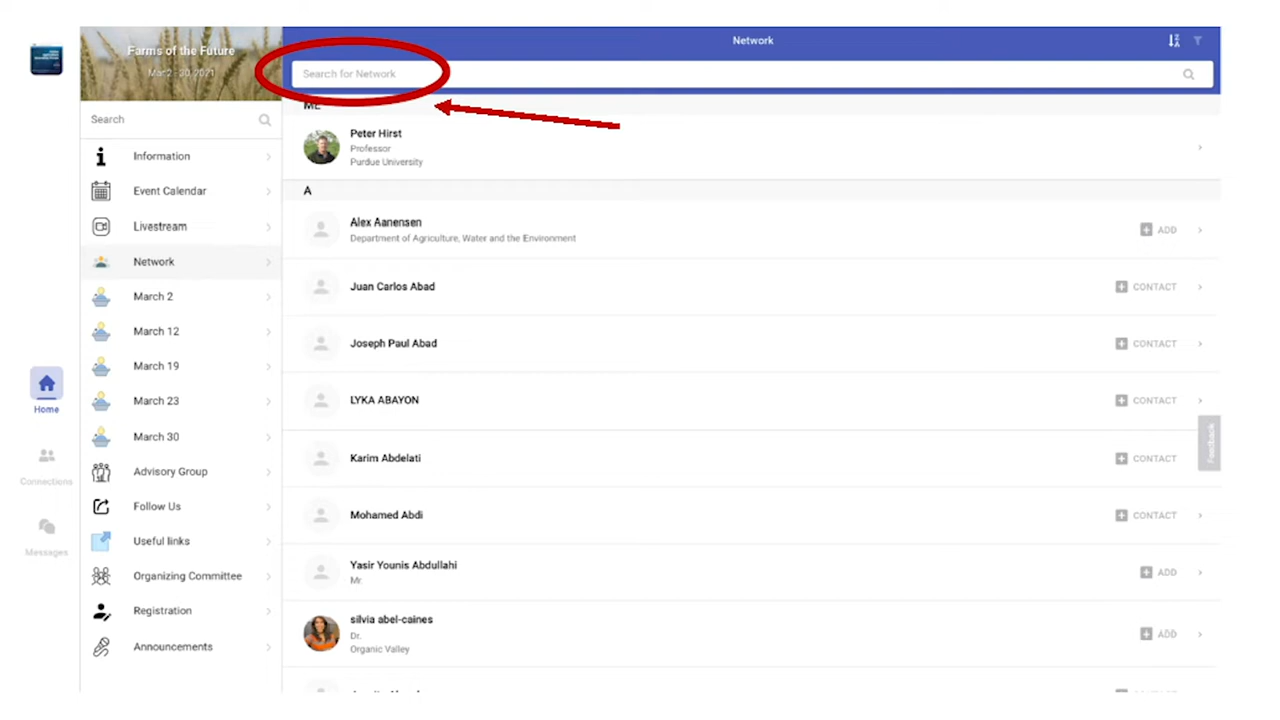 Farms of the Future
Mar 2 - 30, 2021
Search
Information
Event Calendar
Livestream
Network
March 2
March 12
March 19
March 23
March 30
Advisory Group
Follow Us
Useful links
Organizing Committee
Registration
Announcements
Home
Connections
Messages
Network
Search for Network
ME
Peter Hirst
Professor
Purdue University
A
Alex Aanensen
Department of Agriculture, Water and the Environment
ADD
Juan Carlos Abad
CONTACT
Joseph Paul Abad
CONTACT
LYKA ABAYON
CONTACT
Karim Abdelati
CONTACT
Mohamed Abdi
CONTACT
Yasir Younis Abdullahi
Mr.
ADD
silvia abel-caines
Dr.
Organic Valley
ADD
Feedback